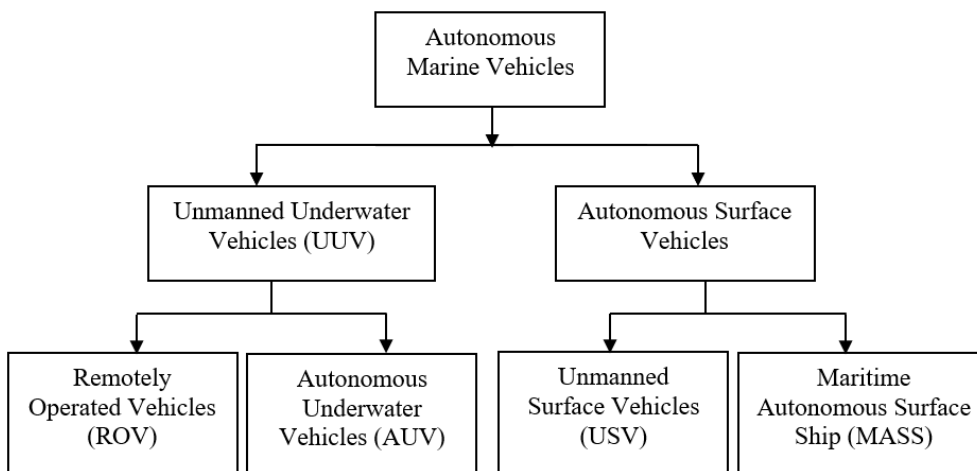 Autonomous
Marine Vehicles
Unmanned Underwater
Vehicles (UUV)
Autonomous Surface
Vehicles
Remotely
Operated Vehicles
(ROV)
Autonomous
Underwater
Vehicles (AUV)
Unmanned
Surface Vehicles
(USV)
Maritime
Autonomous Surface
Ship (MASS)